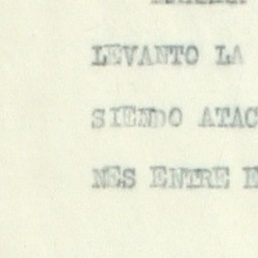 LEVANTO LA
SIENDO ATAC
NES ENTRE E